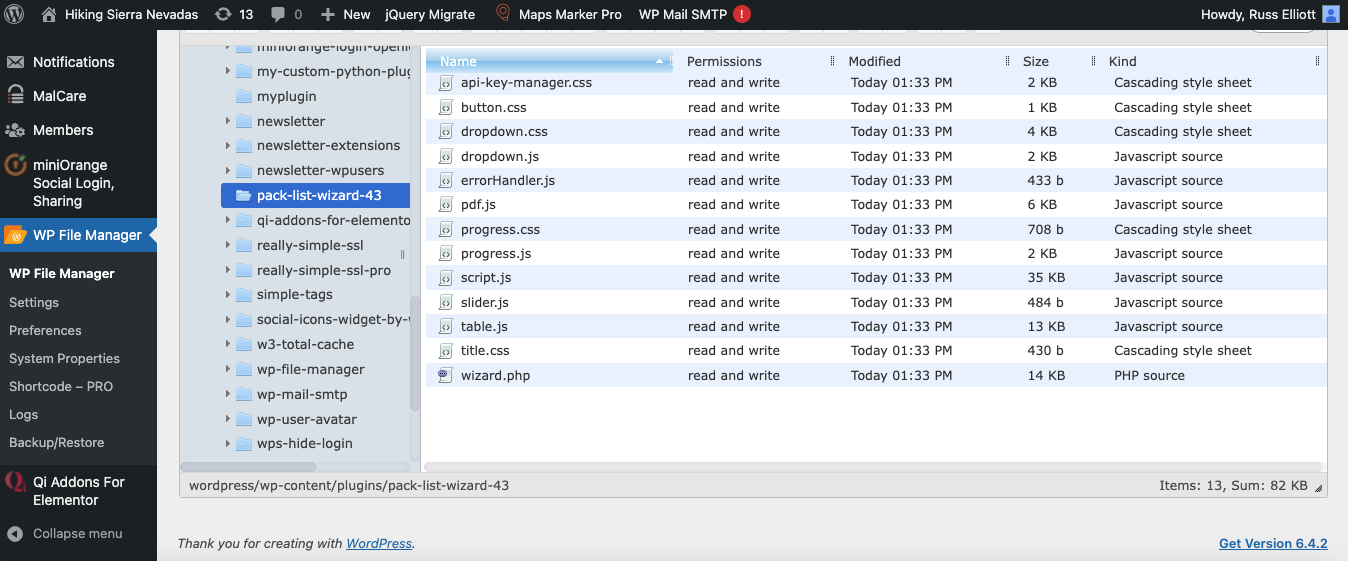 Hiking Sierra Nevadas 13 0 New jQuery Migrate Maps Marker Pro WP Mail SMTP ! Howdy, Russ Elliott
Notifications
MalCare
Members
miniOrange
Social Login,
Sharing
WP File Manager
WP File Manager
Settings
Preferences
System Properties
Shortcode – PRO
Logs
Backup/Restore
Qi Addons For
Elementor
Collapse menu
miniorange-login-openi
my-custom-python-plug
myplugin
newsletter
newsletter-extensions
newsletter-wpusers
pack-list-wizard-43
qi-addons-for-elemento
really-simple-ssl
really-simple-ssl-pro
simple-tags
social-icons-widget-by-w
w3-total-cache
wp-file-manager
wp-mail-smtp
wp-user-avatar
wps-hide-login
Name Permissions Modified Size Kind
api-key-manager.css read and write Today 01:33 PM 2 KB Cascading style sheet
button.css read and write Today 01:33 PM 1 KB Cascading style sheet
dropdown.css read and write Today 01:33 PM 4 KB Cascading style sheet
dropdown.js read and write Today 01:33 PM 2 KB Javascript source
errorHandler.js read and write Today 01:33 PM 433 b Javascript source
pdf.js read and write Today 01:33 PM 6 KB Javascript source
progress.css read and write Today 01:33 PM 708 b Cascading style sheet
progress.js read and write Today 01:33 PM 2 KB Javascript source
script.js read and write Today 01:33 PM 35 KB Javascript source
slider.js read and write Today 01:33 PM 484 b Javascript source
table.js read and write Today 01:33 PM 13 KB Javascript source
title.css read and write Today 01:33 PM 430 b Cascading style sheet
wizard.php read and write Today 01:33 PM 14 KB PHP source
wordpress/wp-content/plugins/pack-list-wizard-43 Items: 13, Sum: 82 KB
Thank you for creating with WordPress. Get Version 6.4.2